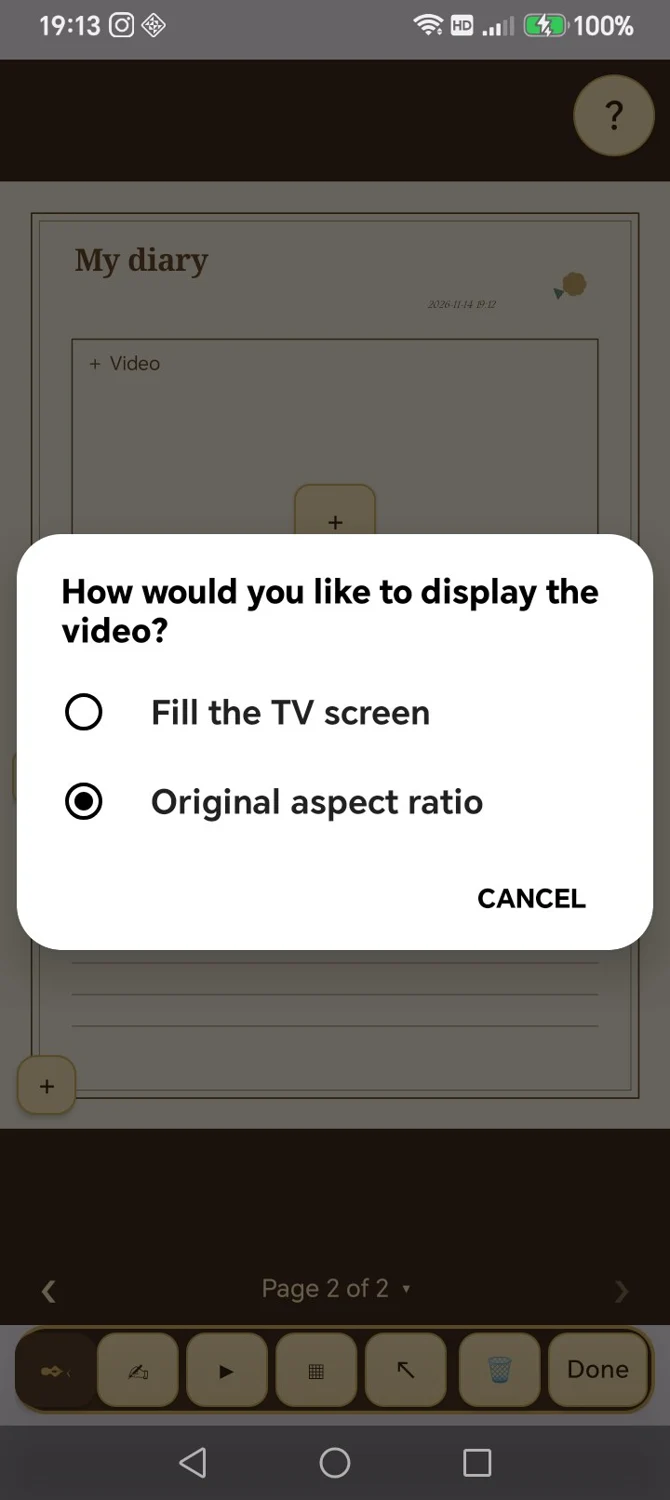 19:13
HD
100%
?
My diary
2026-11-14 19:12
+ Video
+
How would you like to display the
video?
Fill the TV screen
Original aspect ratio
CANCEL
+
Page 2 of 2
Done